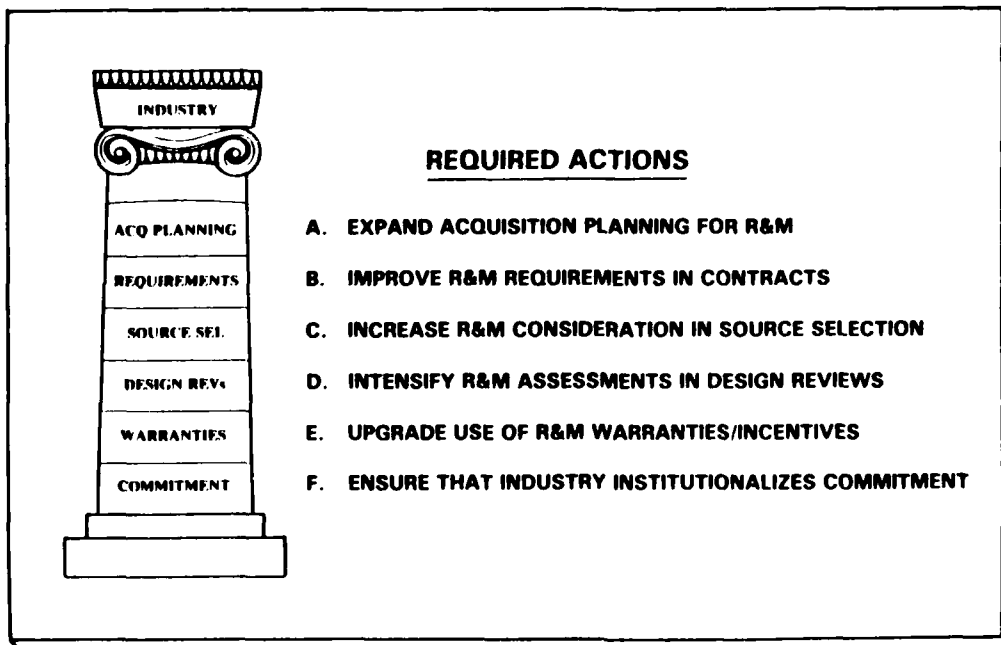 INDUSTRY
ACQ PLANNING
REQUIREMENTS
SOURCE SEL.
DESIGN REVs
WARRANTIES
COMMITMENT
REQUIRED ACTIONS
A. EXPAND ACQUISITION PLANNING FOR R&M
B. IMPROVE R&M REQUIREMENTS IN CONTRACTS
C. INCREASE R&M CONSIDERATION IN SOURCE SELECTION
D. INTENSIFY R&M ASSESSMENTS IN DESIGN REVIEWS
E. UPGRADE USE OF R&M WARRANTIES/INCENTIVES
F. ENSURE THAT INDUSTRY INSTITUTIONALIZES COMMITMENT